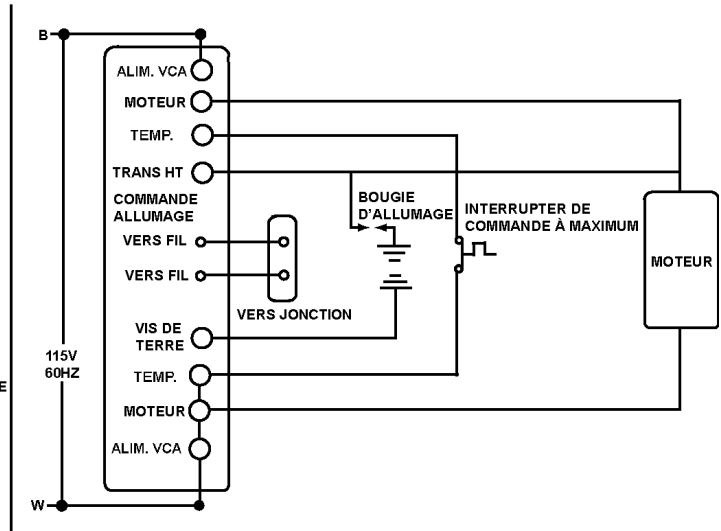 B
ALIM. VCA
MOTEUR
TEMP.
TRANS HT
COMMANDE
ALLUMAGE
VERS FIL
VERS FIL
VERS JONCTION
BOUGIE
D'ALLUMAGE
INTERRUPTER DE
COMMANDE À MAXIMUM
MOTEUR
VIS DE
TERRE
115V
60HZ
E
TEMP.
MOTEUR
ALIM. VCA
W